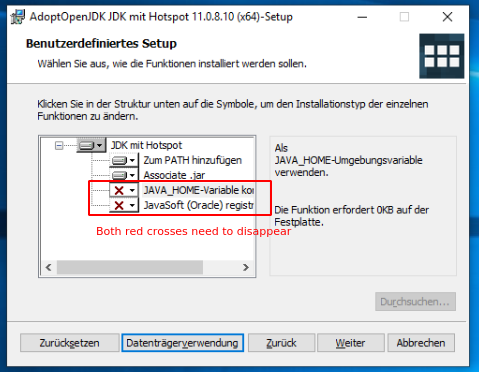 AdoptOpenJDK JDK mit Hotspot 11.0.8.10 (x64)-Setup
Benutzerdefiniertes Setup
Wählen Sie aus, wie die Funktionen installiert werden sollen.
Klicken Sie in der Struktur unten auf die Symbole, um den Installationstyp der einzelnen
Funktionen zu ändern.
JDK mit Hotspot
Zum PATH hinzufügen
Associate .jar
JAVA_HOME-Variable kon
JavaSoft (Oracle) registr
Both red crosses need to disappear
Als
JAVA_HOME-Umgebungsvariable
verwenden.
Die Funktion erfordert 0KB auf der
Festplatte.
Durchsuchen...
Zurücksetzen
Datenträgerverwendung
Zurück
Weiter
Abbrechen